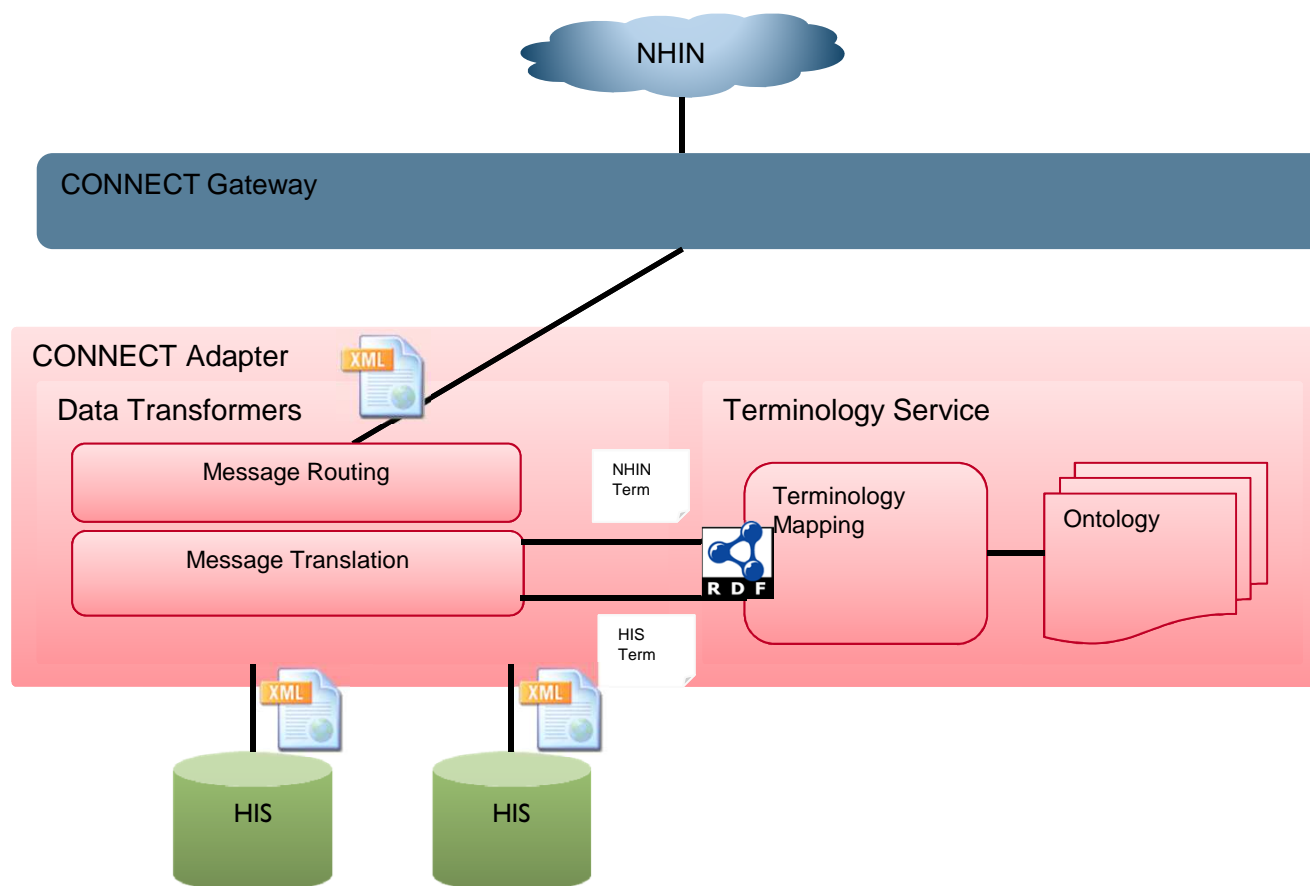 NHIN
CONNECT Gateway
CONNECT Adapter
XML
Data Transformers
Terminology Service
Message Routing
NHIN
Term
Terminology
Mapping
Ontology
Message Translation
RDF
HIS
Term
XML
XML
HIS
HIS